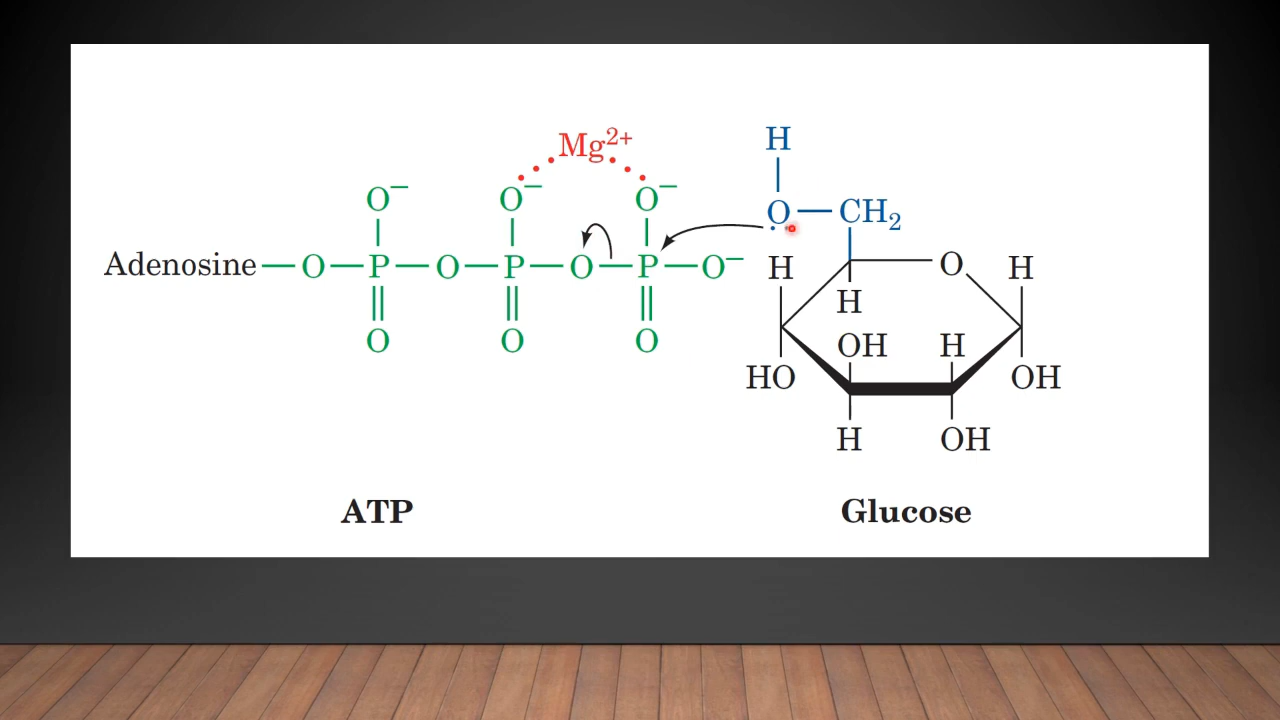 H
Mg2+
O− O− O− O—CH2
Adenosine—O—P—O—P—O—P—O− H O H
H
O O O OH H
HO OH
H OH
ATP Glucose